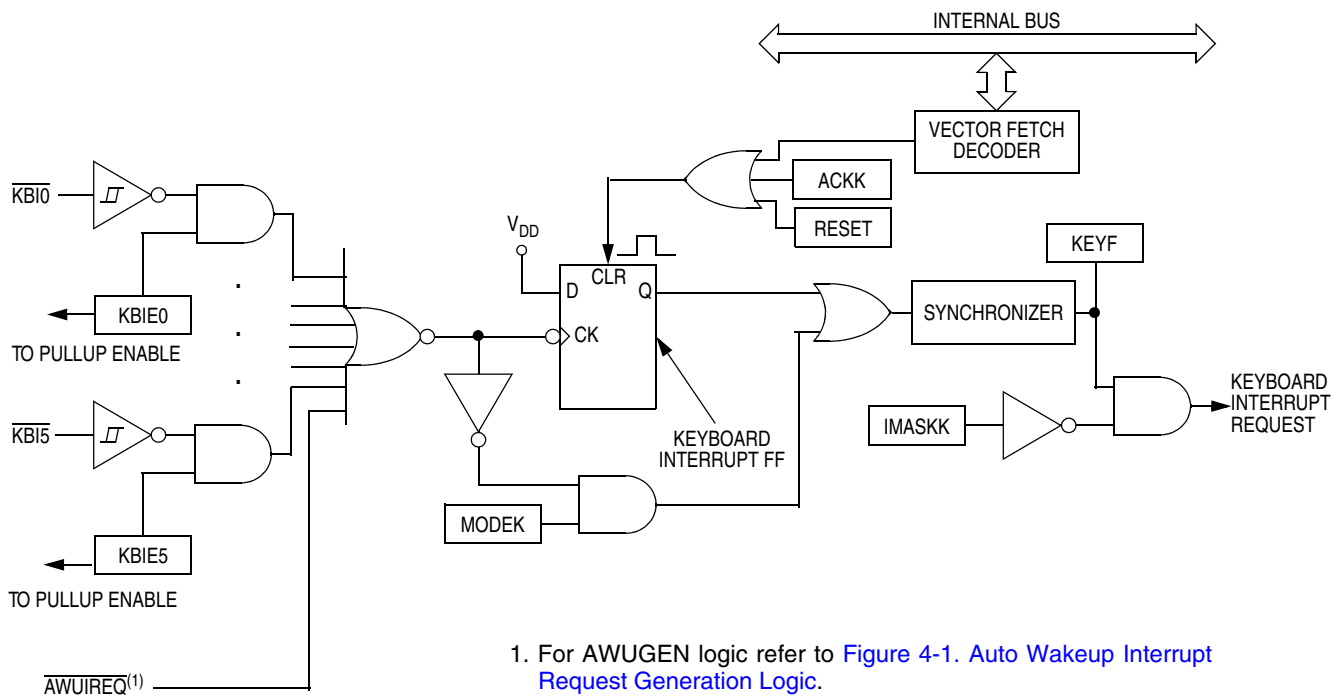 INTERNAL BUS
VECTOR FETCH
DECODER
ACKK
RESET
KBI0
VDD
KEYF
CLR
D
Q
CK
SYNCHRONIZER
KBIE0
TO PULLUP ENABLE
.
.
.
KBI5
KEYBOARD
INTERRUPT FF
IMASKK
KEYBOARD
INTERRUPT
REQUEST
MODEK
KBIE5
TO PULLUP ENABLE
AWUIREQ(1)
1. For AWUGEN logic refer to Figure 4-1. Auto Wakeup Interrupt
Request Generation Logic.